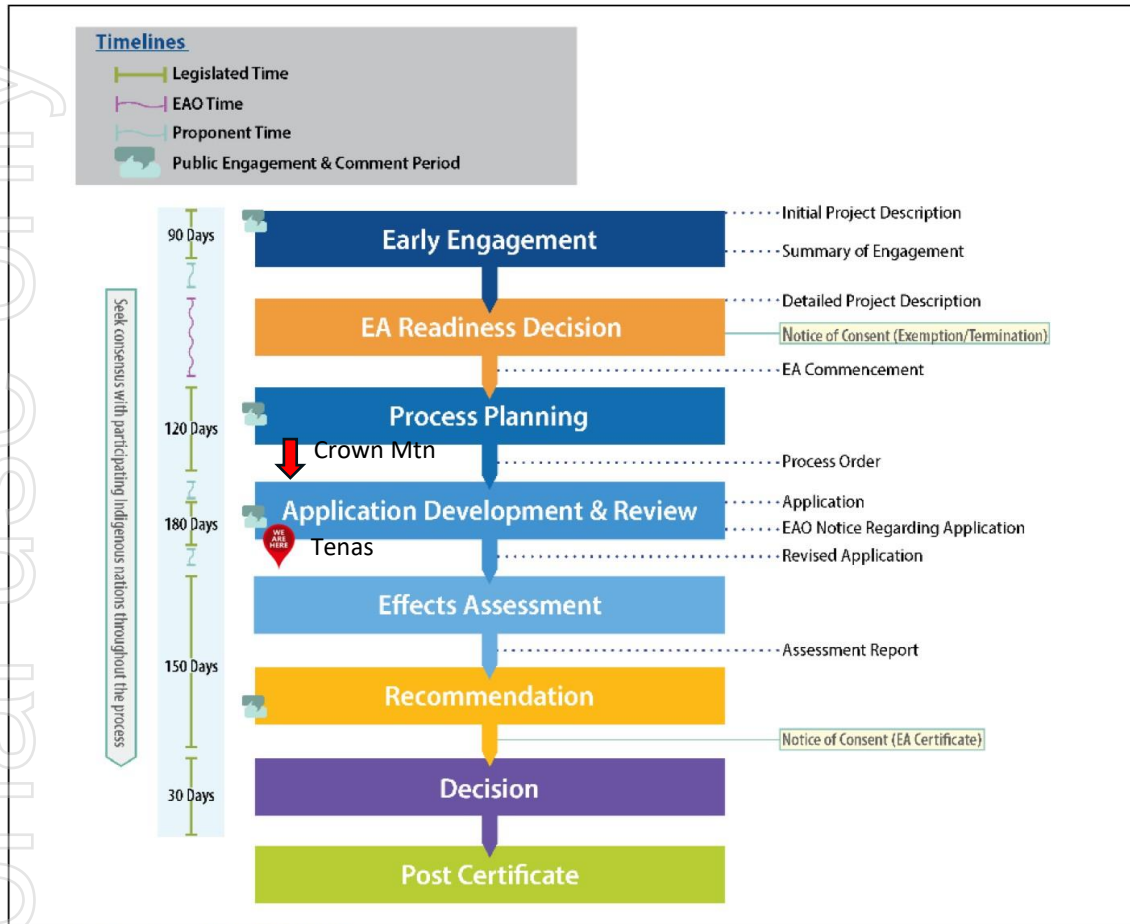 Timelines
Legislated Time
EAO Time
Proponent Time
Public Engagement & Comment Period
90 Days
Early Engagement
Initial Project Description
Summary of Engagement
Seek consensus with participating Indigenous nations throughout the process
EA Readiness Decision
Detailed Project Description
Notice of Consent (Exemption/Termination)
EA Commencement
120 Days
Process Planning
Crown Mtn
Process Order
180 Days
Application Development & Review
Application
EAO Notice Regarding Application
WE
ARE
HERE
Tenas
Revised Application
Effects Assessment
150 Days
Assessment Report
Recommendation
Notice of Consent (EA Certificate)
30 Days
Decision
Post Certificate